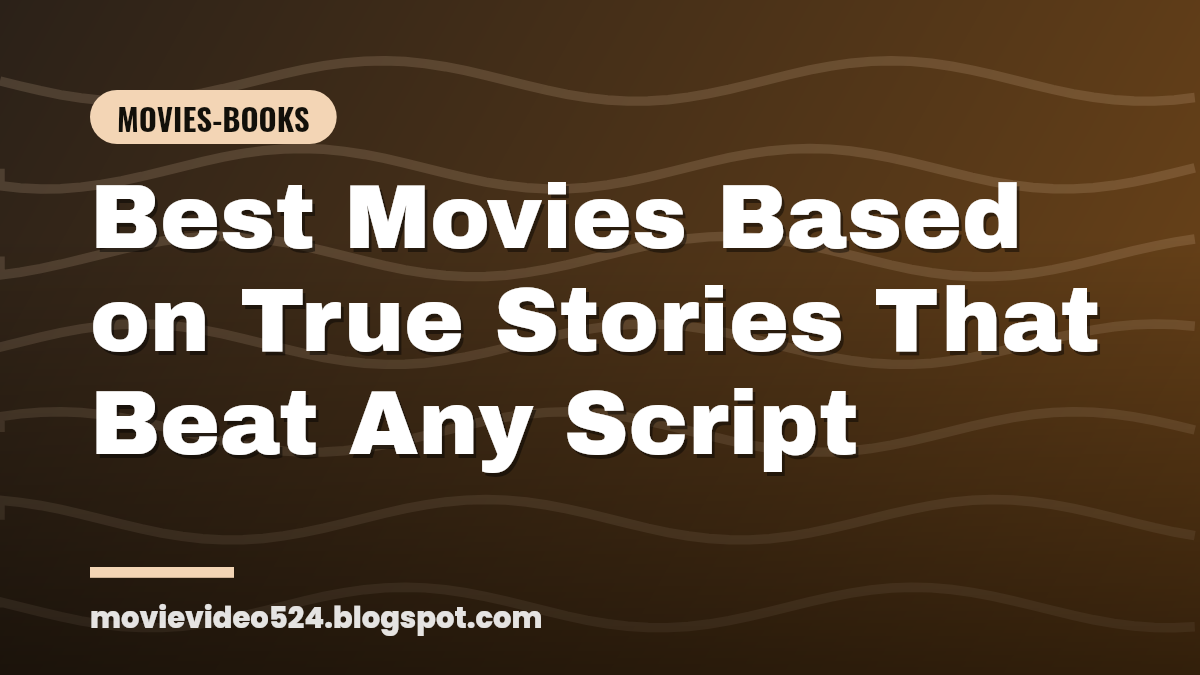 MOVIES-BOOKS
Best Movies Based
on True Stories That
Beat Any Script
movievideo524.blogspot.com